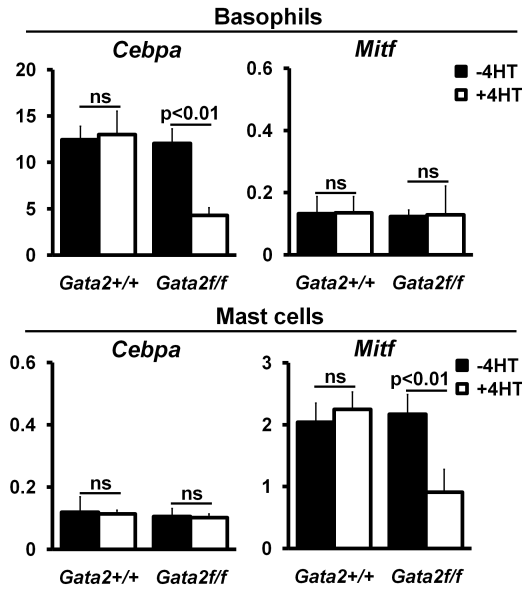 Basophils
Cebpa
Mitf
20
15
10
5
0
ns
p<0.01
Gata2+/+
Gata2f/f
0.6
0.4
0.2
0
ns
ns
Gata2+/+
Gata2f/f
-4HT
+4HT
Mast cells
Cebpa
Mitf
0.6
0.4
0.2
0
ns
ns
Gata2+/+
Gata2f/f
3
2
1
0
ns
p<0.01
Gata2+/+
Gata2f/f
-4HT
+4HT